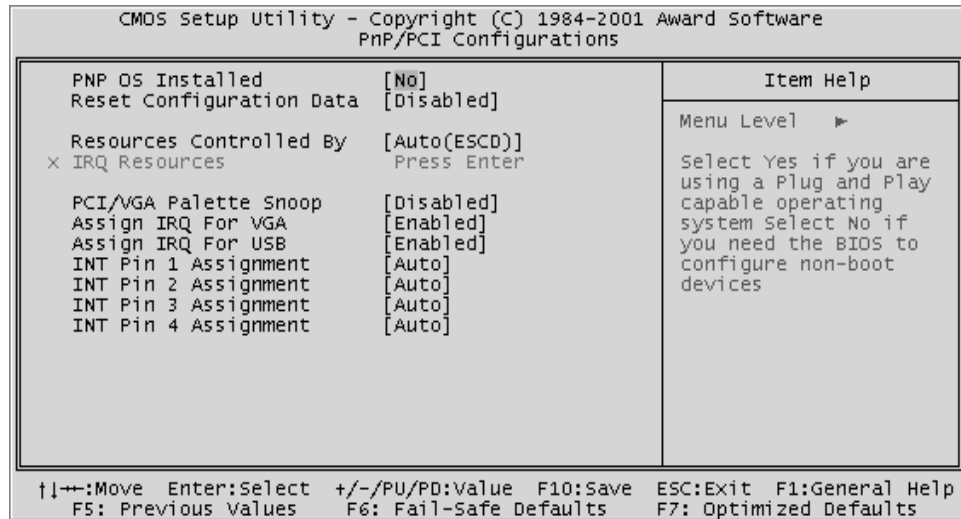 CMOS Setup Utility - Copyright (C) 1984-2001 Award Software
PnP/PCI Configurations
PNP OS Installed [No]
Reset Configuration Data [Disabled]
Resources Controlled By [Auto(ESCD)]
x IRQ Resources Press Enter
PCI/VGA Palette Snoop [Disabled]
Assign IRQ For VGA [Enabled]
Assign IRQ For USB [Enabled]
INT Pin 1 Assignment [Auto]
INT Pin 2 Assignment [Auto]
INT Pin 3 Assignment [Auto]
INT Pin 4 Assignment [Auto]
Item Help
Menu Level ►
Select Yes if you are
using a Plug and Play
capable operating
system Select No if
you need the BIOS to
configure non-boot
devices
↑↓→←:Move Enter:Select +/-/PU/PD:Value F10:Save ESC:Exit F1:General Help
F5: Previous Values F6: Fail-Safe Defaults F7: Optimized Defaults